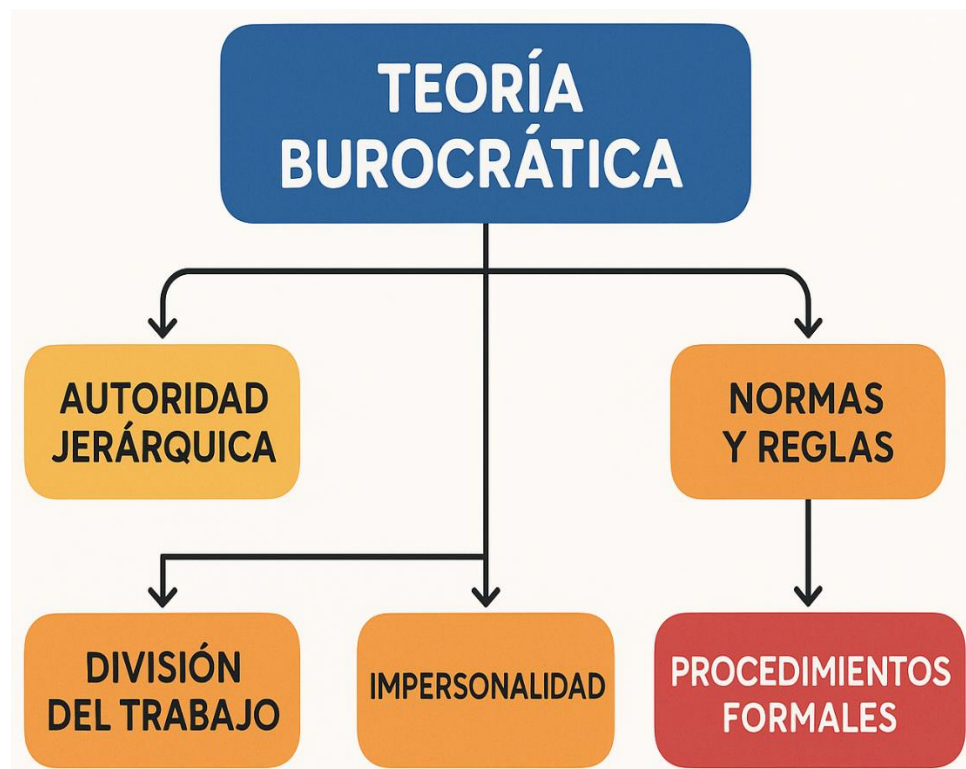 TEORÍA
BUROCRÁTICA
AUTORIDAD
JERÁRQUICA
NORMAS
Y REGLAS
DIVISIÓN
DEL TRABAJO
IMPERSONALIDAD
PROCEDIMIENTOS
FORMALES